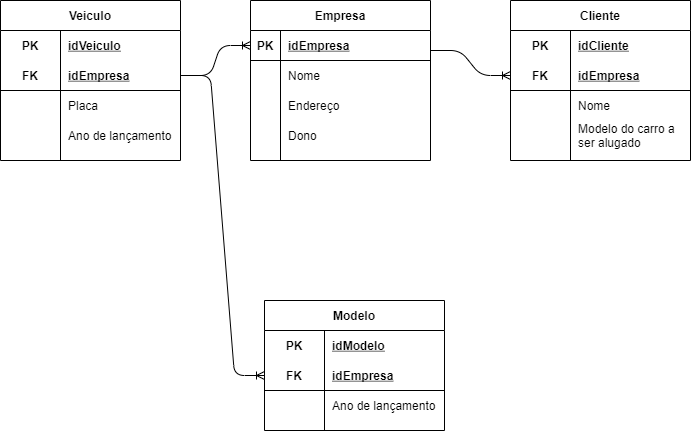 Veiculo
PK idVeiculo
FK idEmpresa
Placa
Ano de lançamento
Empresa
PK idEmpresa
Nome
Endereço
Dono
Cliente
PK idCliente
FK idEmpresa
Nome
Modelo do carro a
ser alugado
Modelo
PK idModelo
FK idEmpresa
Ano de lançamento